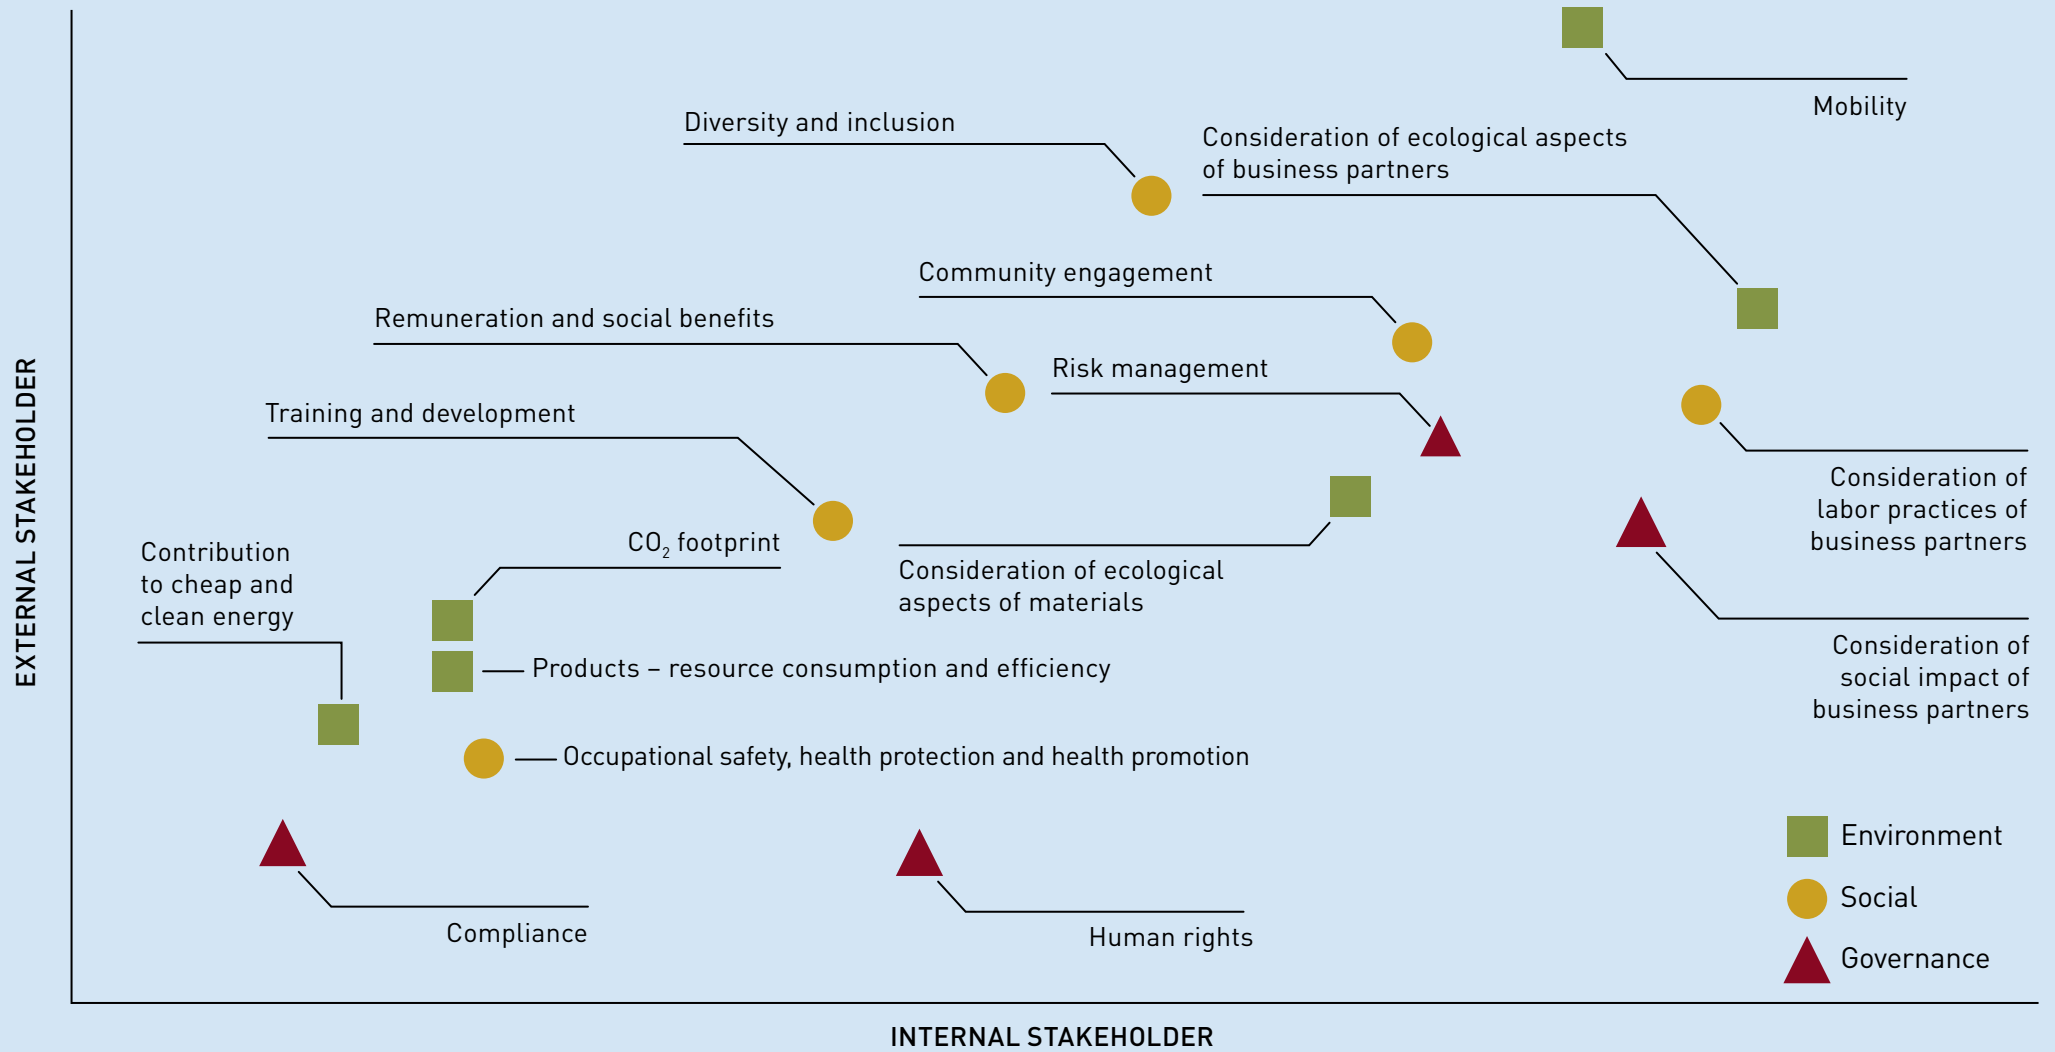 Mobility
Diversity and inclusion
Consideration of ecological aspects
of business partners
Community engagement
Remuneration and social benefits
Risk management
Training and development
Consideration of
labor practices of
business partners
CO₂ footprint
Contribution
to cheap and
clean energy
Consideration of ecological
aspects of materials
Products – resource consumption and efficiency
Consideration of
social impact of
business partners
Occupational safety, health protection and health promotion
Compliance
Human rights
Environment
Social
Governance
EXTERNAL STAKEHOLDER
INTERNAL STAKEHOLDER